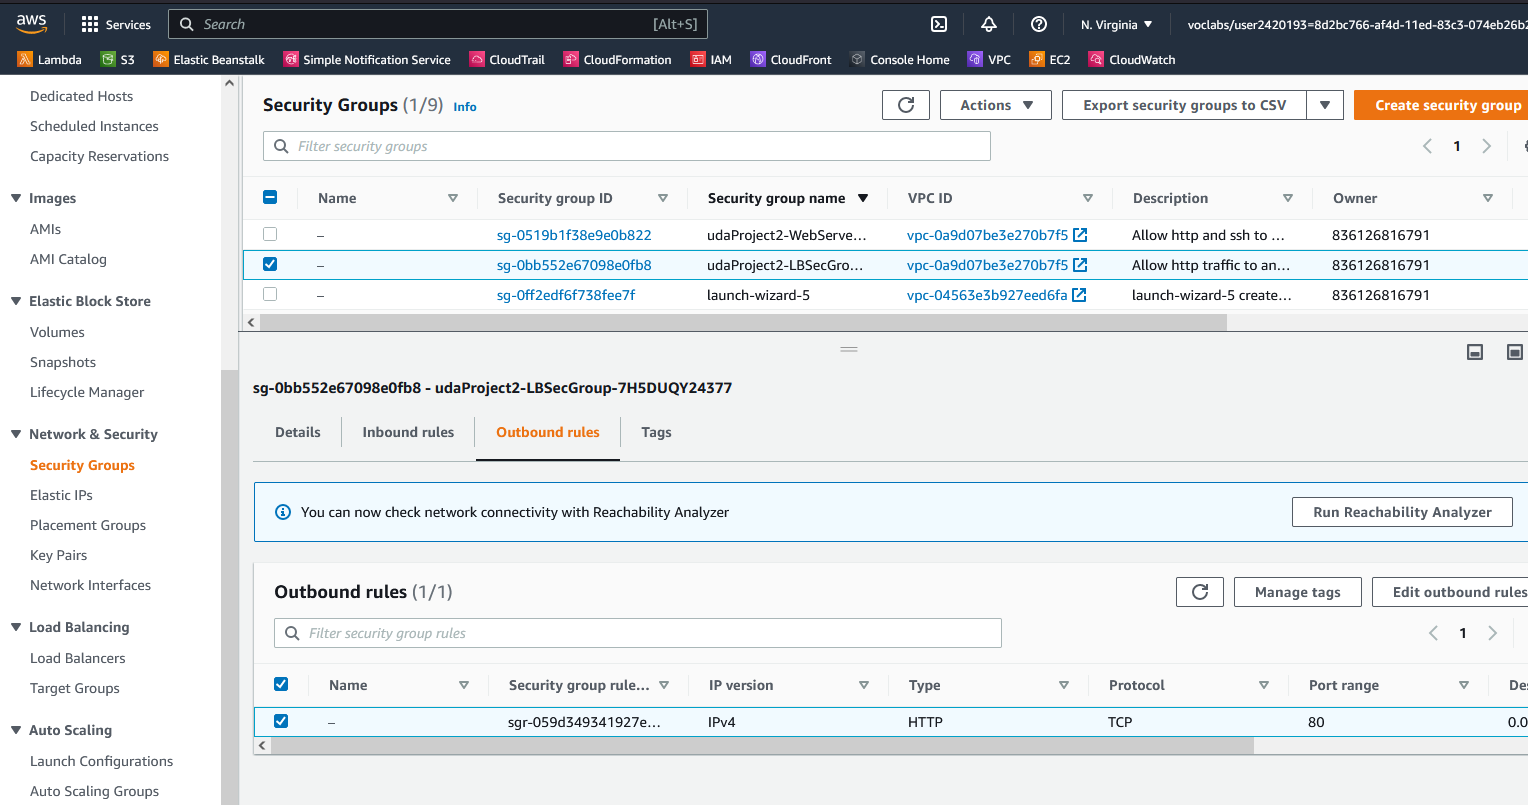 aws
Services
Search
[Alt+S]
N. Virginia
voclabs/user2420193=8d2bc766-af4d-11ed-83c3-074eb26b2
Lambda
S3
Elastic Beanstalk
Simple Notification Service
CloudTrail
CloudFormation
IAM
CloudFront
Console Home
VPC
EC2
CloudWatch
Dedicated Hosts
Scheduled Instances
Capacity Reservations
Images
AMIs
AMI Catalog
Elastic Block Store
Volumes
Snapshots
Lifecycle Manager
Network & Security
Security Groups
Elastic IPs
Placement Groups
Key Pairs
Network Interfaces
Load Balancing
Load Balancers
Target Groups
Auto Scaling
Launch Configurations
Auto Scaling Groups
Security Groups (1/9) Info
Actions
Export security groups to CSV
Create security group
Filter security groups
1
Name Security group ID Security group name VPC ID Description Owner
– sg-0519b1f38e9e0b822 udaProject2-WebServe... vpc-0a9d07be3e270b7f5 Allow http and ssh to ... 836126816791
– sg-0bb552e67098e0fb8 udaProject2-LBSecGro... vpc-0a9d07be3e270b7f5 Allow http traffic to an... 836126816791
– sg-0ff2edf6f738fee7f launch-wizard-5 vpc-04563e3b927eed6fa launch-wizard-5 create... 836126816791
sg-0bb552e67098e0fb8 - udaProject2-LBSecGroup-7H5DUQY24377
Details
Inbound rules
Outbound rules
Tags
You can now check network connectivity with Reachability Analyzer
Run Reachability Analyzer
Outbound rules (1/1)
Manage tags
Edit outbound rules
Filter security group rules
1
Name Security group rule... IP version Type Protocol Port range Des
– sgr-059d349341927e... IPv4 HTTP TCP 80 0.0